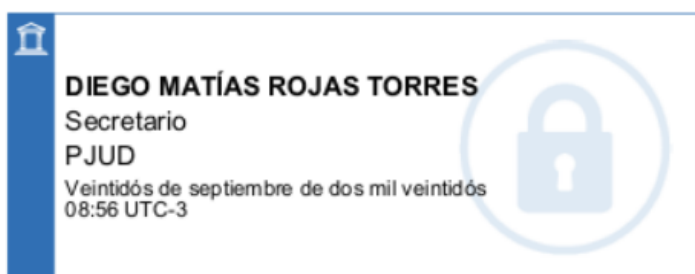 DIEGO MATÍAS ROJAS TORRES
Secretario
PJUD
Veintidós de septiembre de dos mil veintidós
08:56 UTC-3